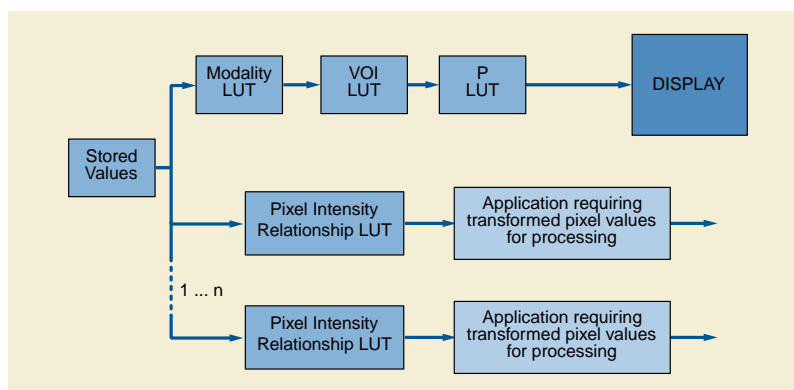 Modality
LUT
VOI
LUT
P
LUT
DISPLAY
Stored
Values
Pixel Intensity
Relationship LUT
Application requiring
transformed pixel values
for processing
1 ... n
Pixel Intensity
Relationship LUT
Application requiring
transformed pixel values
for processing